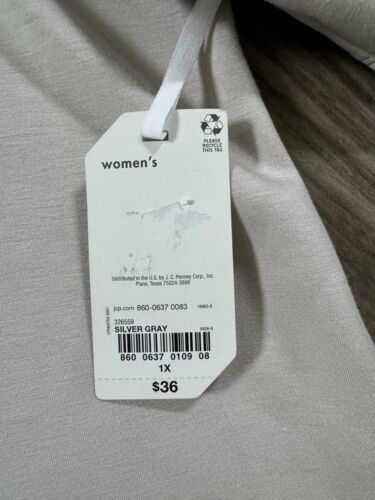 PLEASE
RECYCLE
THIS TAG
women's
Distributed in the U.S. by J. C. Penney Corp., Inc.
Plano, Texas 75024-3698
jcp.com 860-0637 0083
326559
SILVER GRAY
860 0637 0109 08
1X
$36